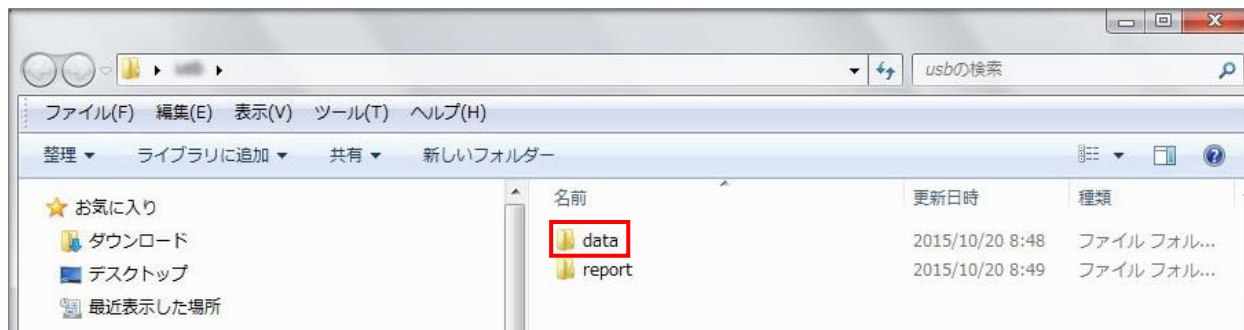 usbの検索
ファイル(F) 編集(E) 表示(V) ツール(T) ヘルプ(H)
整理 ライブラリに追加 共有 新しいフォルダー
お気に入り
ダウンロード
デスクトップ
最近表示した場所
名前 更新日時 種類
data 2015/10/20 8:48 ファイル フォル...
report 2015/10/20 8:49 ファイル フォル...